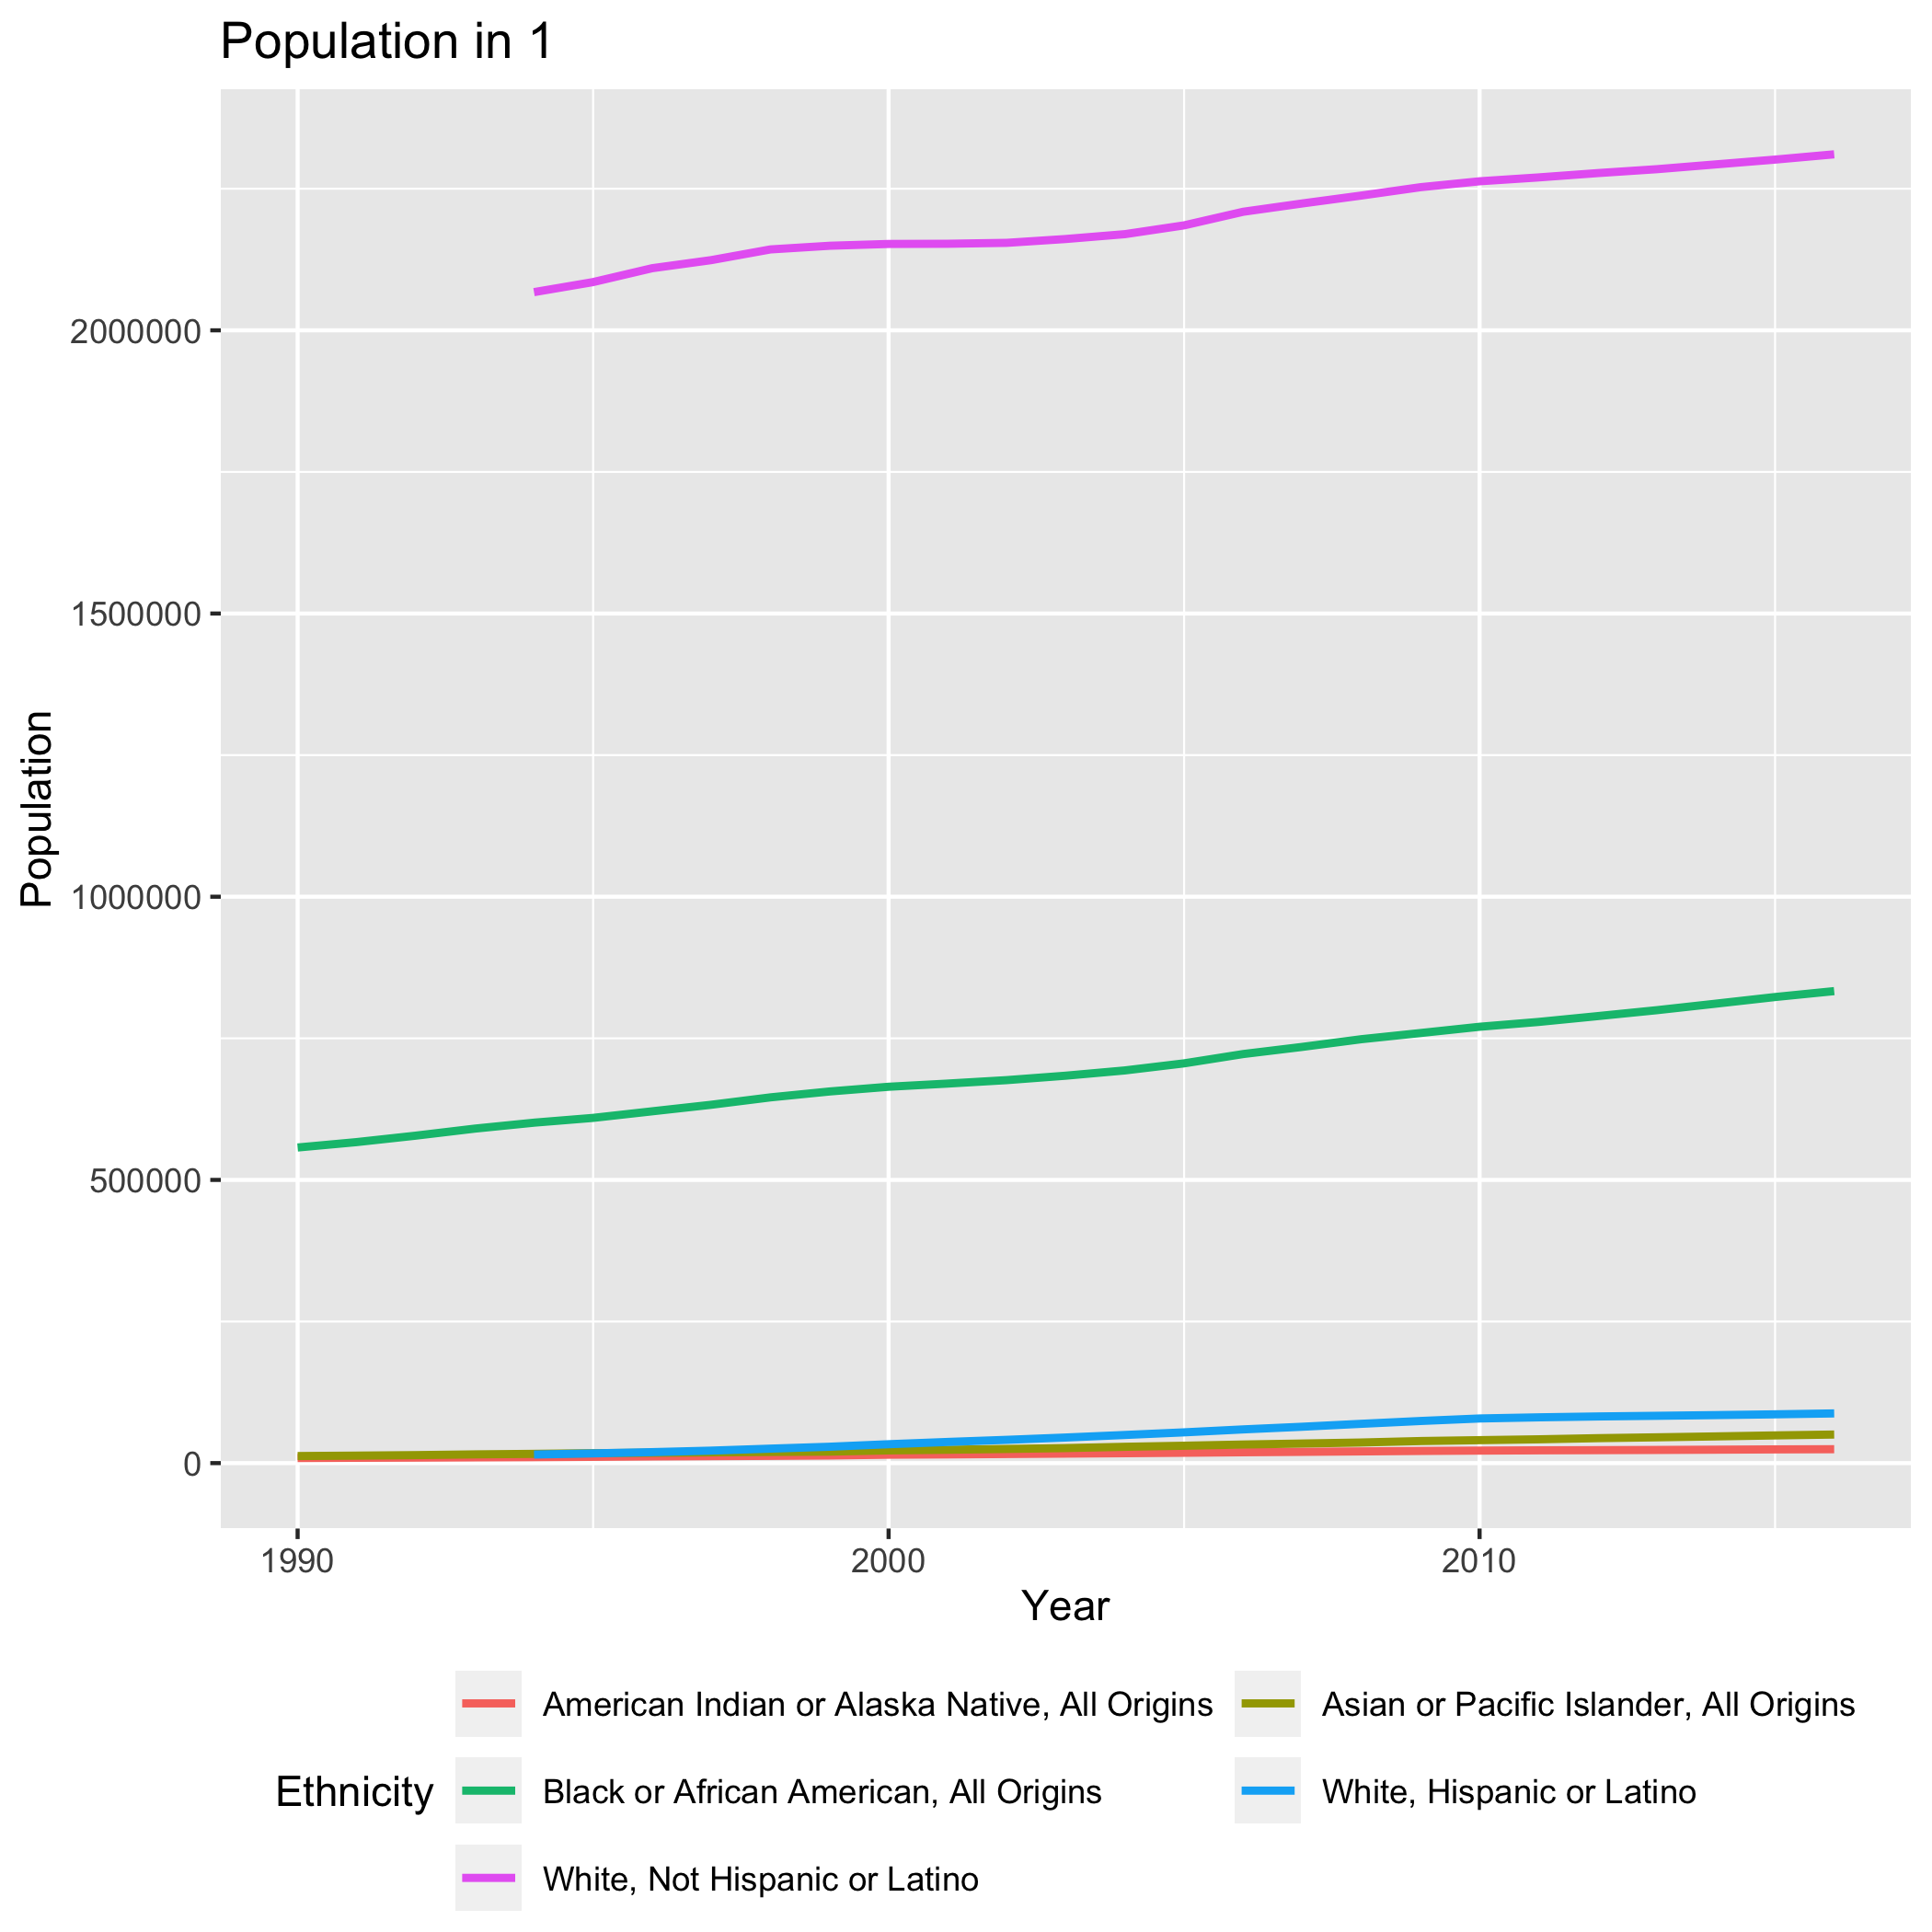 Population in 1
Population
2000000
1500000
1000000
500000
0
1990 2000 2010
Year
Ethnicity
American Indian or Alaska Native, All Origins
Asian or Pacific Islander, All Origins
Black or African American, All Origins
White, Hispanic or Latino
White, Not Hispanic or Latino